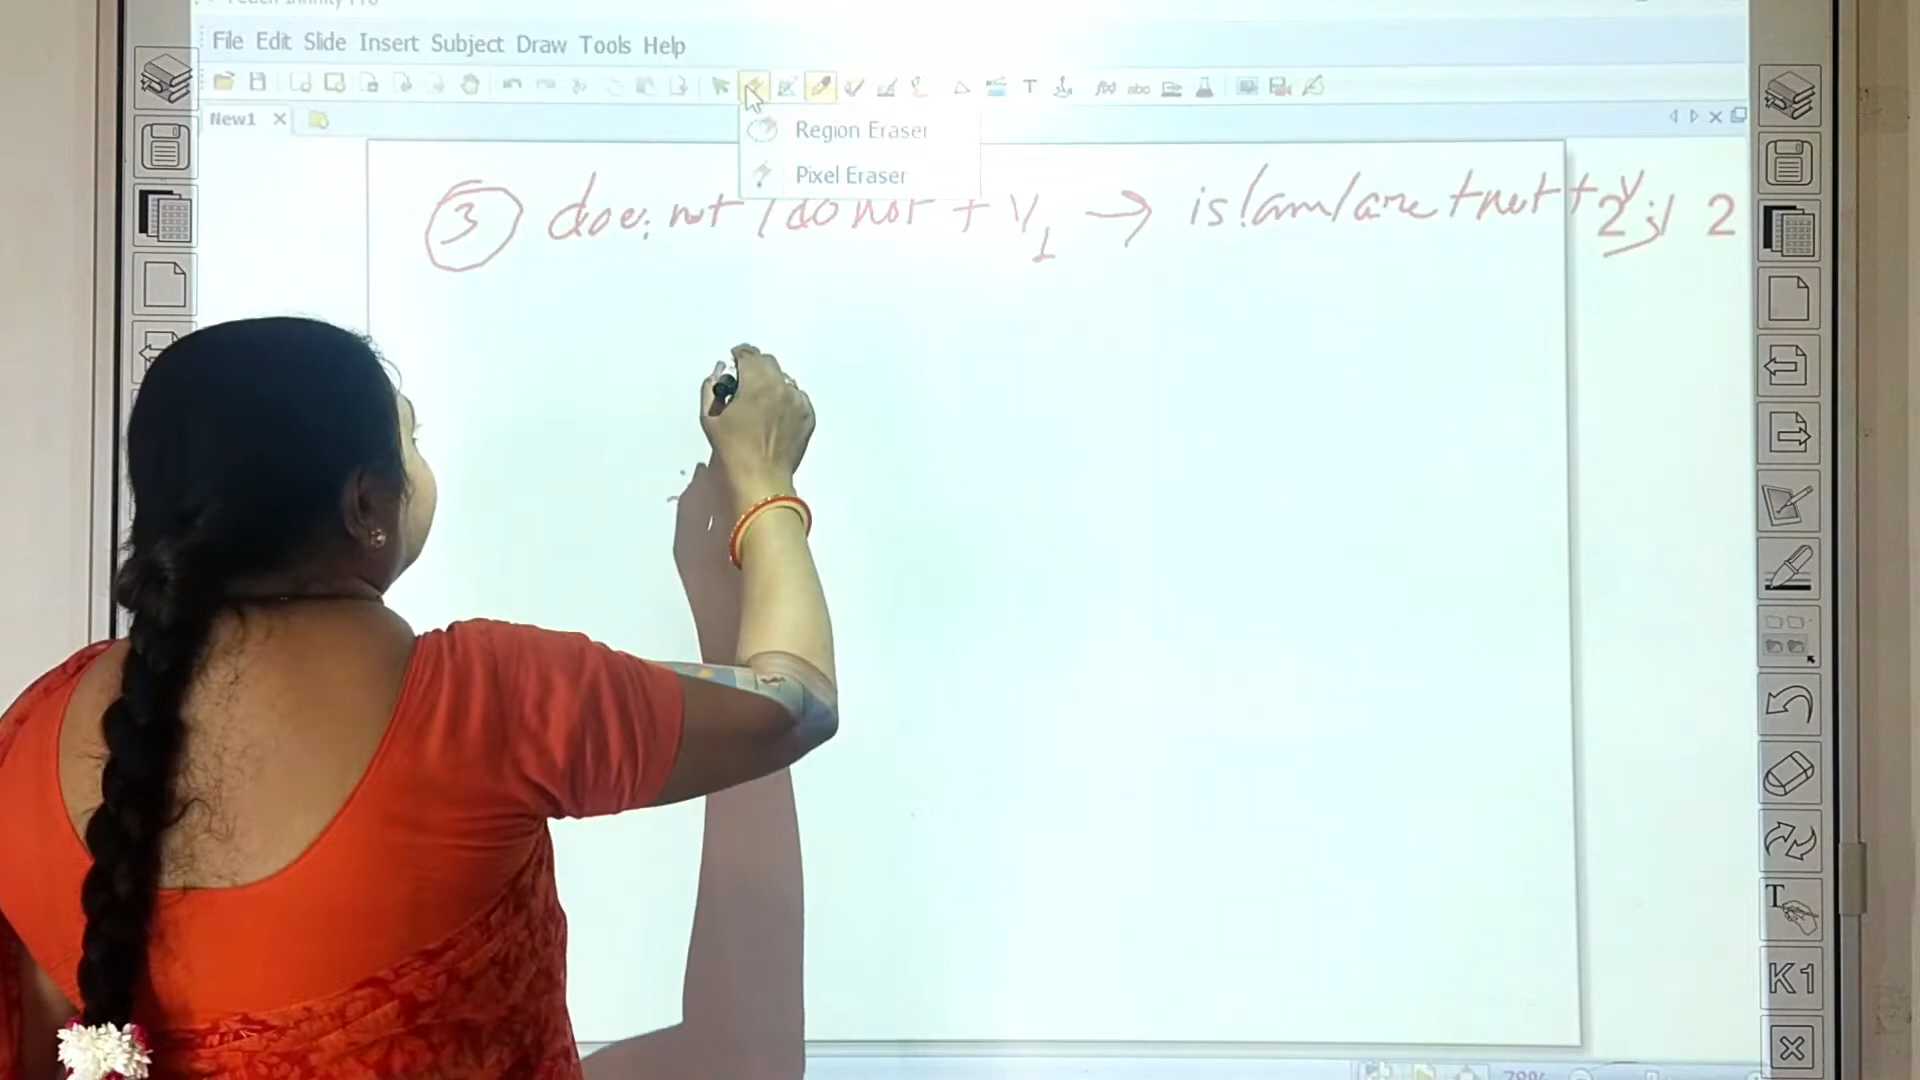 File Edit Slide Insert Subject Draw Tools Help
T
abc
New1
Region Eraser
Pixel Eraser
3 does not / do not + V1 → is/am/are + not +
T
K1